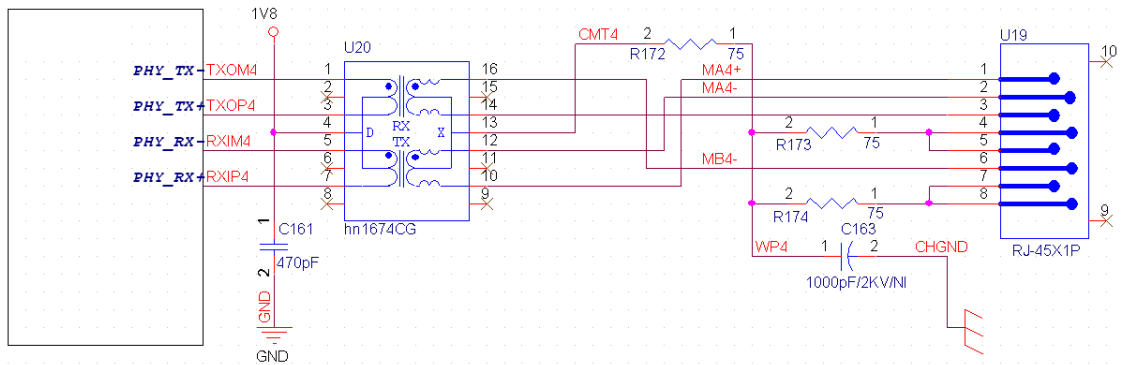 1V8
CMT4
2
1
R172
75
U19
10
U20
PHY_TX-
TXOM4
1
16
MA4+
1
2
15
MA4-
2
PHY_TX+
TXOP4
3
14
3
RX
4
D
X
13
2
1
4
TX
R173
75
PHY_RX-
RXIM4
5
12
5
6
11
MB4-
6
PHY_RX+
RXIP4
7
10
7
8
9
2
1
8
R174
75
9
hn1674CG
1
C161
C163
WP4
1
2
CHGND
RJ-45X1P
470pF
2
1000pF/2KV/NI
GND
GND